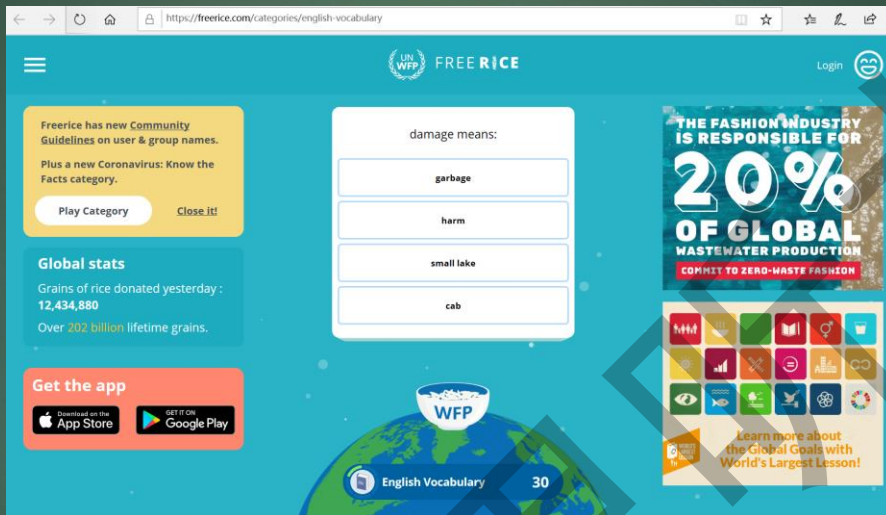 https://freerice.com/categories/english-vocabulary
UN
WFP
FREERICE
Login
Freerice has new Community
Guidelines on user & group names.
Plus a new Coronavirus: Know the
Facts category.
Play Category
Close it!
Global stats
Grains of rice donated yesterday :
12,434,880
Over 202 billion lifetime grains.
Get the app
Download on the
App Store
GET IT ON
Google Play
damage means:
garbage
harm
small lake
cab
WFP
English Vocabulary 30
THE FASHION INDUSTRY
IS RESPONSIBLE FOR
20%
OF GLOBAL
WASTEWATER PRODUCTION
COMMIT TO ZERO-WASTE FASHION
Learn more about
the Global Goals with
World's Largest Lesson!